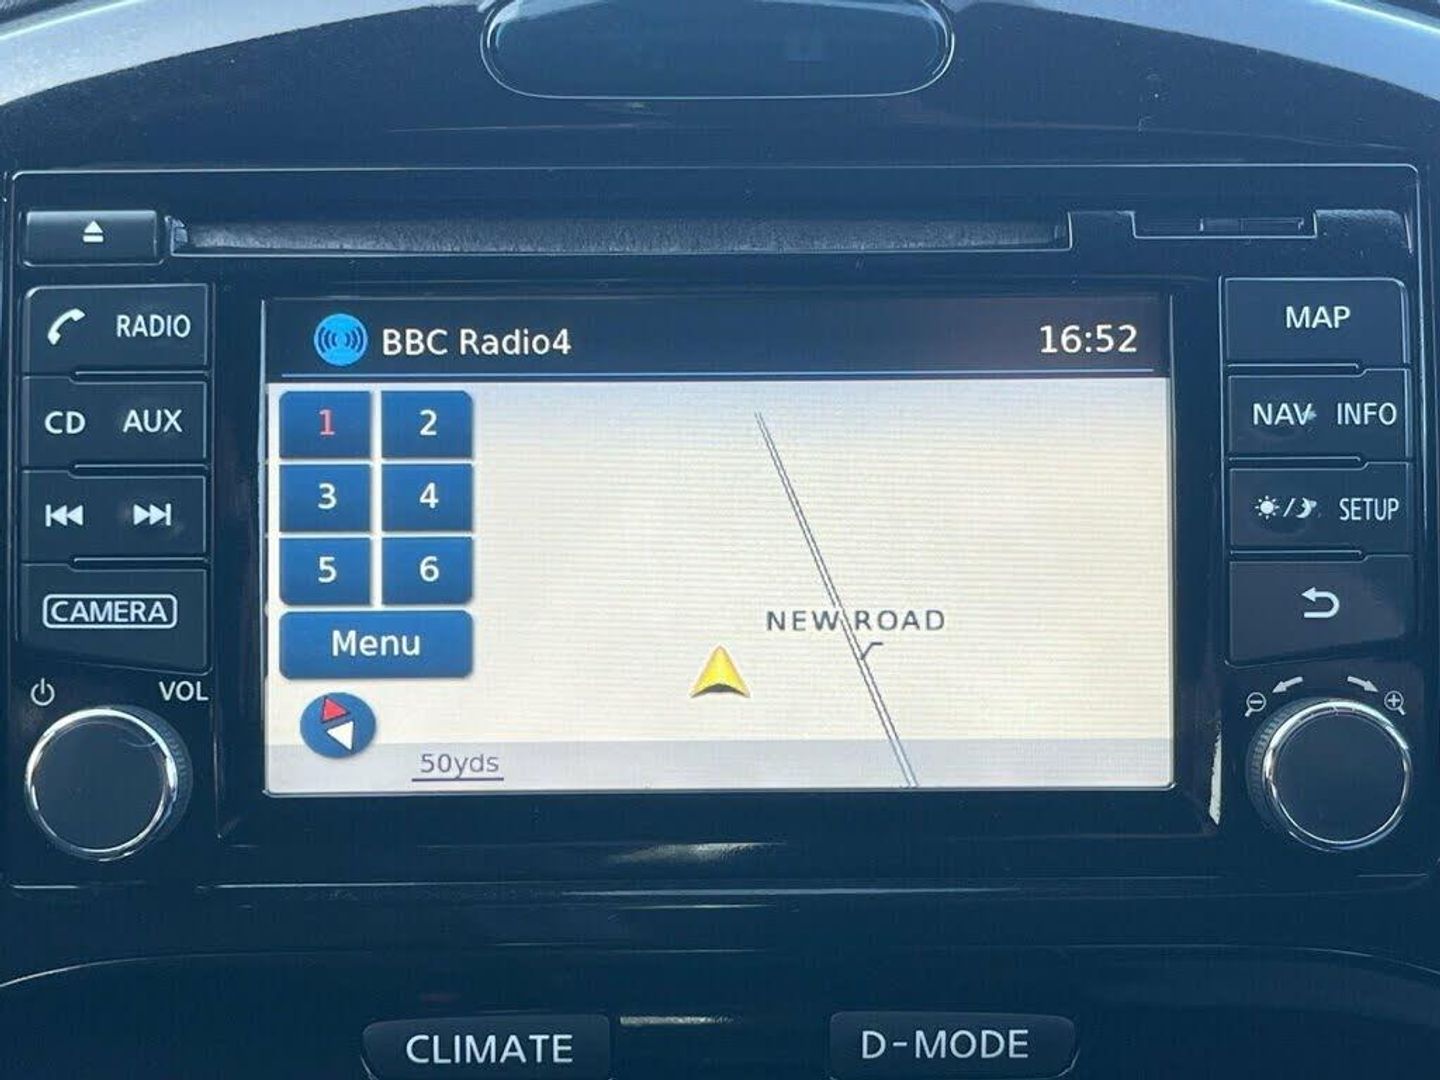 BBC Radio4 16:52
RADIO
MAP
CD AUX
1 2
NAV INFO
3 4
SETUP
5 6
CAMERA
Menu
NEW ROAD
VOL
50yds
CLIMATE
D-MODE